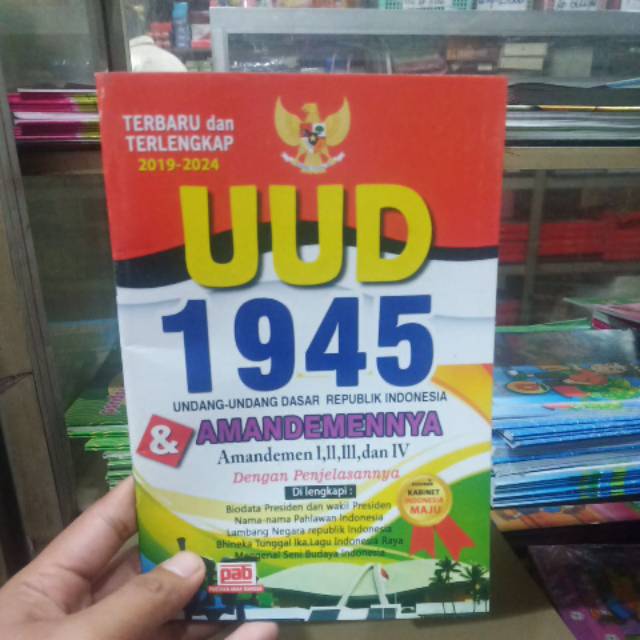 TERBARU dan
TERLENGKAP
2019-2024
UUD
1945
UNDANG-UNDANG DASAR REPUBLIK INDONESIA
& AMANDEMENNYA
Amandemen I,II,III,dan IV
Dengan Penjelasannya
Di lengkapi :
Biodata Presiden dan wakil Presiden
Nama-nama Pahlawan Indonesia
Lambang Negara republik Indonesia
Bhineka Tunggal Ika.Lagu Indonesia Raya
Mengenal Seni Budaya Indonesia
KABINET
INDONESIA
MAJU
pab